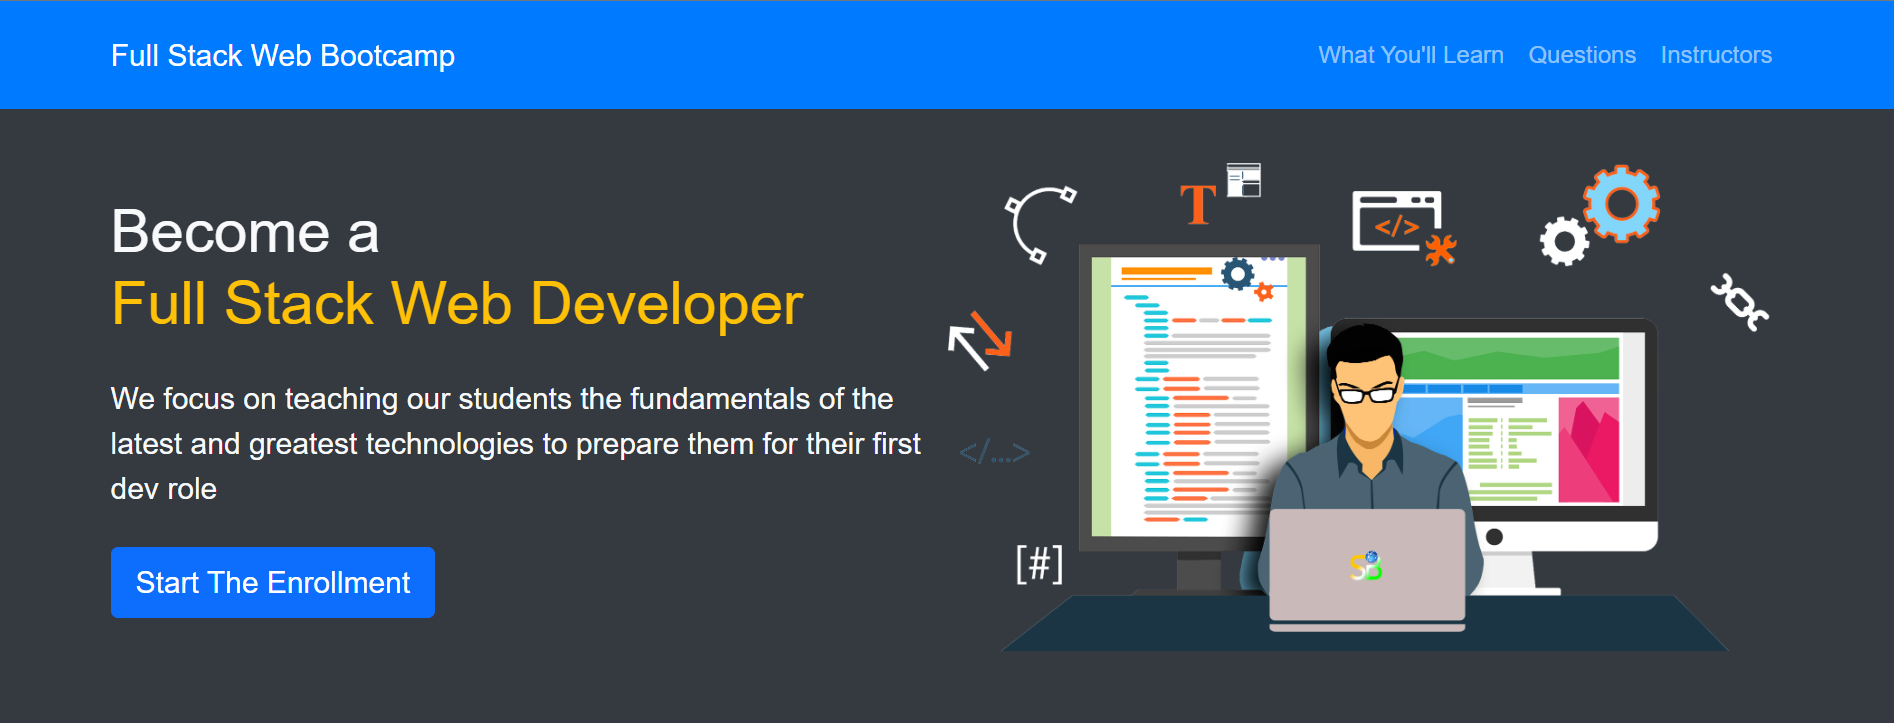 Full Stack Web Bootcamp
What You'll Learn
Questions
Instructors
Become a
Full Stack Web Developer
We focus on teaching our students the fundamentals of the
latest and greatest technologies to prepare them for their first
dev role
Start The Enrollment
T
</>
</...>
[#]
SB